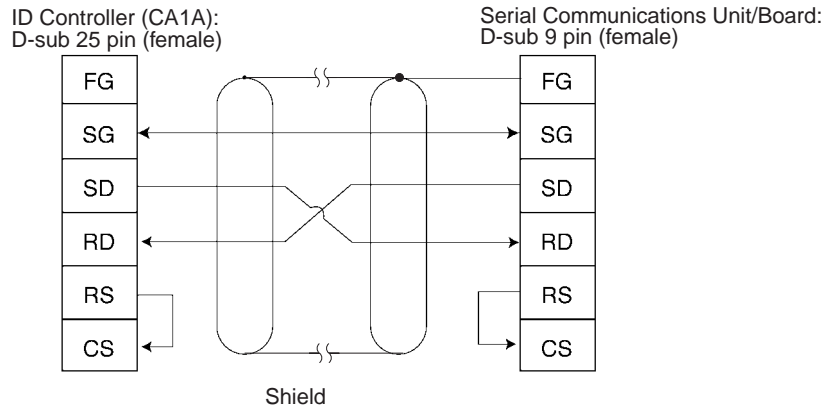 ID Controller (CA1A):
D-sub 25 pin (female)
Serial Communications Unit/Board:
D-sub 9 pin (female)
FG
SG
SD
RD
RS
CS
FG
SG
SD
RD
RS
CS
Shield